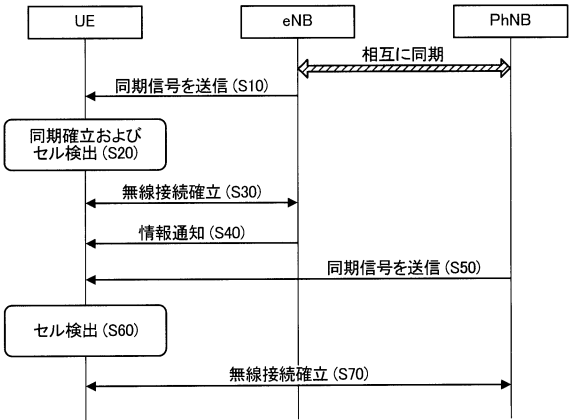 UE
eNB
PhNB
相互に同期
同期信号を送信(S10)
同期確立および
セル検出(S20)
無線接続確立(S30)
情報通知(S40)
同期信号を送信(S50)
セル検出(S60)
無線接続確立(S70)